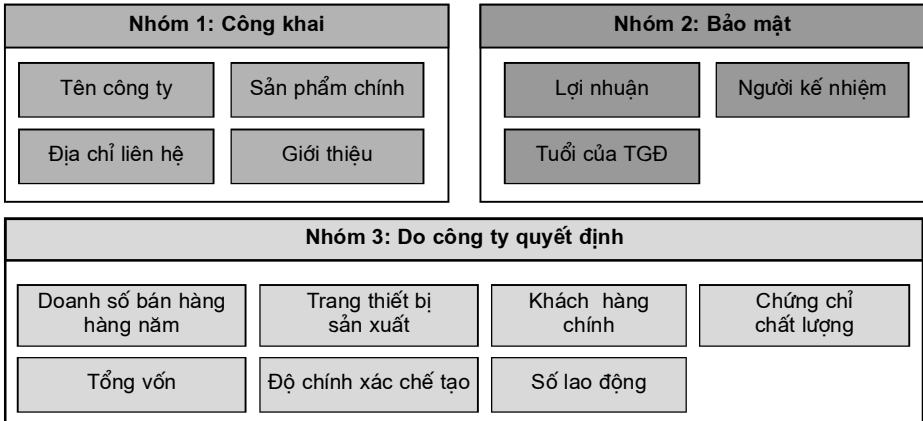 Nhóm 1: Công khai
Tên công ty
Sản phẩm chính
Địa chỉ liên hệ
Giới thiệu
Nhóm 2: Bảo mật
Lợi nhuận
Người kế nhiệm
Tuổi của TGĐ
Nhóm 3: Do công ty quyết định
Doanh số bán hàng
hàng năm
Trang thiết bị
sản xuất
Khách hàng
chính
Chứng chỉ
chất lượng
Tổng vốn
Độ chính xác chế tạo
Số lao động